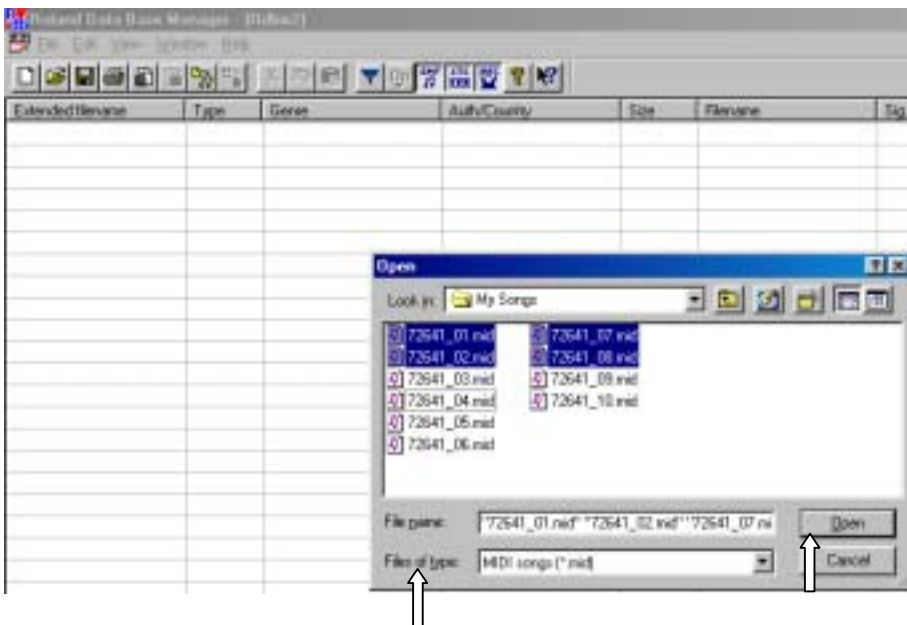 Roland Data Base Manager - [Rdbm2]
File Edit View Window Help
Extended filename Type Genre Auth/Country Size Filename Sig
Open
Look in: My Songs
72641_01.mid 72641_07.mid
72641_02.mid 72641_08.mid
72641_03.mid 72641_09.mid
72641_04.mid 72641_10.mid
72641_05.mid
72641_06.mid
File name: "72641_01.mid" "72641_02.mid" "72641_07.mi Open
Files of type: MIDI songs (*.mid) Cancel